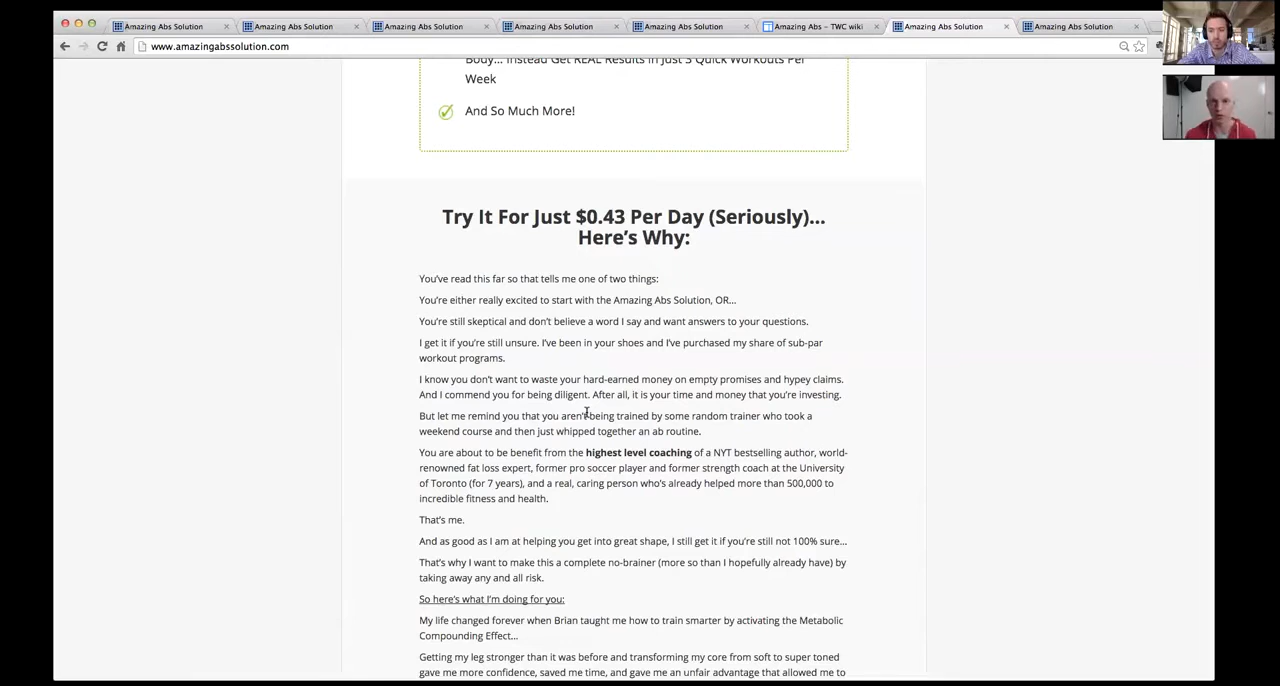 Amazing Abs Solution
Amazing Abs Solution
Amazing Abs Solution
Amazing Abs Solution
Amazing Abs Solution
Amazing Abs – TWC wiki
Amazing Abs Solution
Amazing Abs Solution
www.amazingabssolution.com
Body... Instead Get REAL Results in Just 3 Quick Workouts Per
Week
And So Much More!
Try It For Just $0.43 Per Day (Seriously)...
Here's Why:
You've read this far so that tells me one of two things:
You're either really excited to start with the Amazing Abs Solution, OR...
You're still skeptical and don't believe a word I say and want answers to your questions.
I get it if you're still unsure. I've been in your shoes and I've purchased my share of sub-par
workout programs.
I know you don't want to waste your hard-earned money on empty promises and hypey claims.
And I commend you for being diligent. After all, it is your time and money that you're investing.
But let me remind you that you aren't being trained by some random trainer who took a
weekend course and then just whipped together an ab routine.
You are about to be benefit from the highest level coaching of a NYT bestselling author, world-
renowned fat loss expert, former pro soccer player and former strength coach at the University
of Toronto (for 7 years), and a real, caring person who's already helped more than 500,000 to
incredible fitness and health.
That's me.
And as good as I am at helping you get into great shape, I still get it if you're still not 100% sure...
That's why I want to make this a complete no-brainer (more so than I hopefully already have) by
taking away any and all risk.
So here's what I'm doing for you:
My life changed forever when Brian taught me how to train smarter by activating the Metabolic
Compounding Effect...
Getting my leg stronger than it was before and transforming my core from soft to super toned
gave me more confidence, saved me time, and gave me an unfair advantage that allowed me to